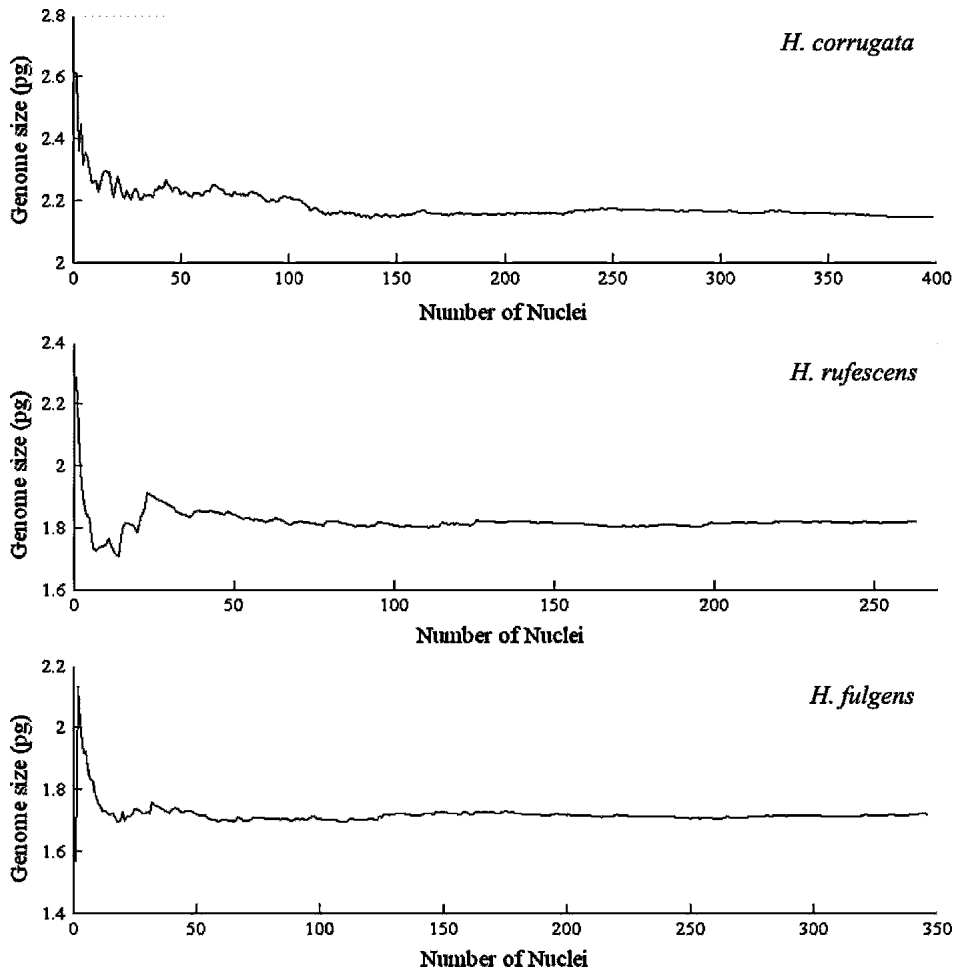 H. corrugata
Genome size (pg)
2.8
2.6
2.4
2.2
2
0 50 100 150 200 250 300 350 400
Number of Nuclei
H. rufescens
Genome size (pg)
2.4
2.2
2
1.8
1.6
0 50 100 150 200 250
Number of Nuclei
H. fulgens
Genome size (pg)
2.2
2
1.8
1.6
1.4
0 50 100 150 200 250 300 350
Number of Nuclei